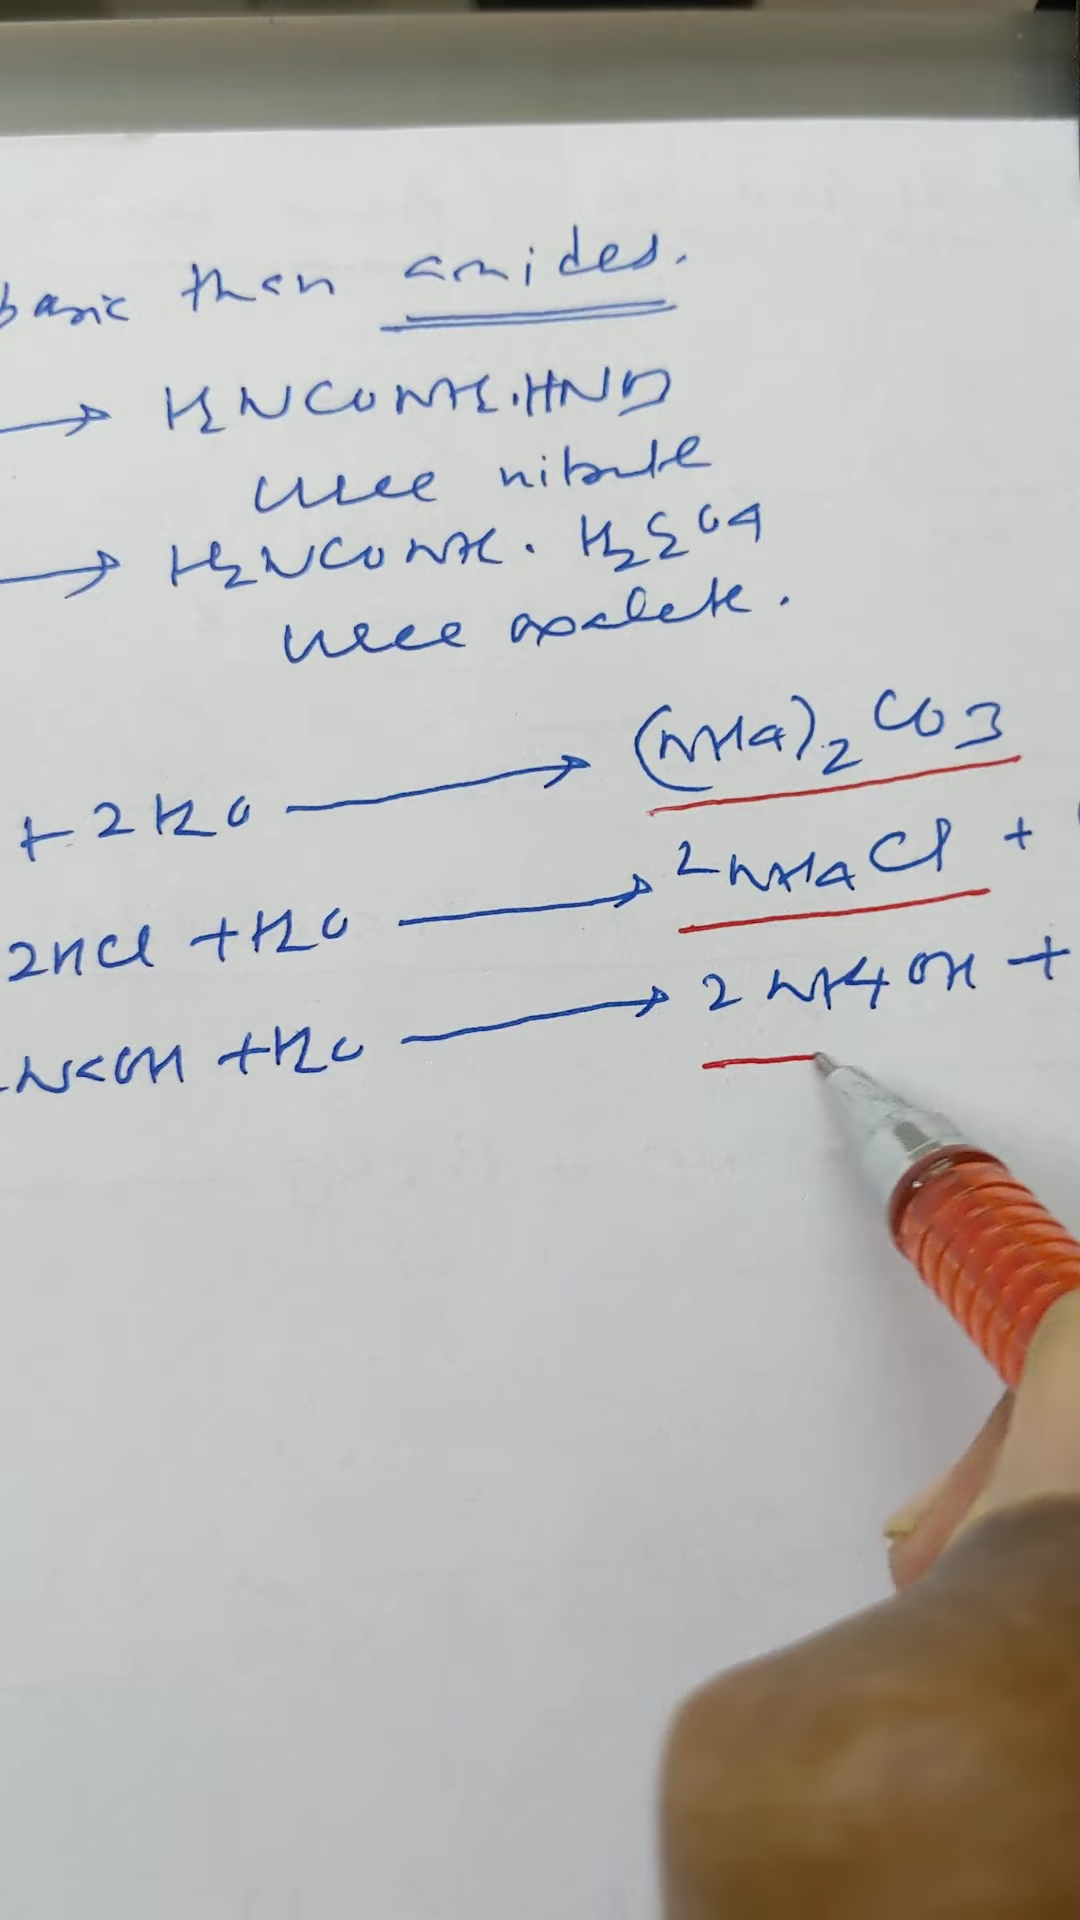 basic than amides.
→ H2NCONH2.HNO3
Urea nitrate
→ H2NCONH2. H2SO4
Urea oxalate.
+ 2H2O → (NH4)2CO3
2HCl + H2O → 2NH4Cl +
NaOH + H2O → 2NH4OH +